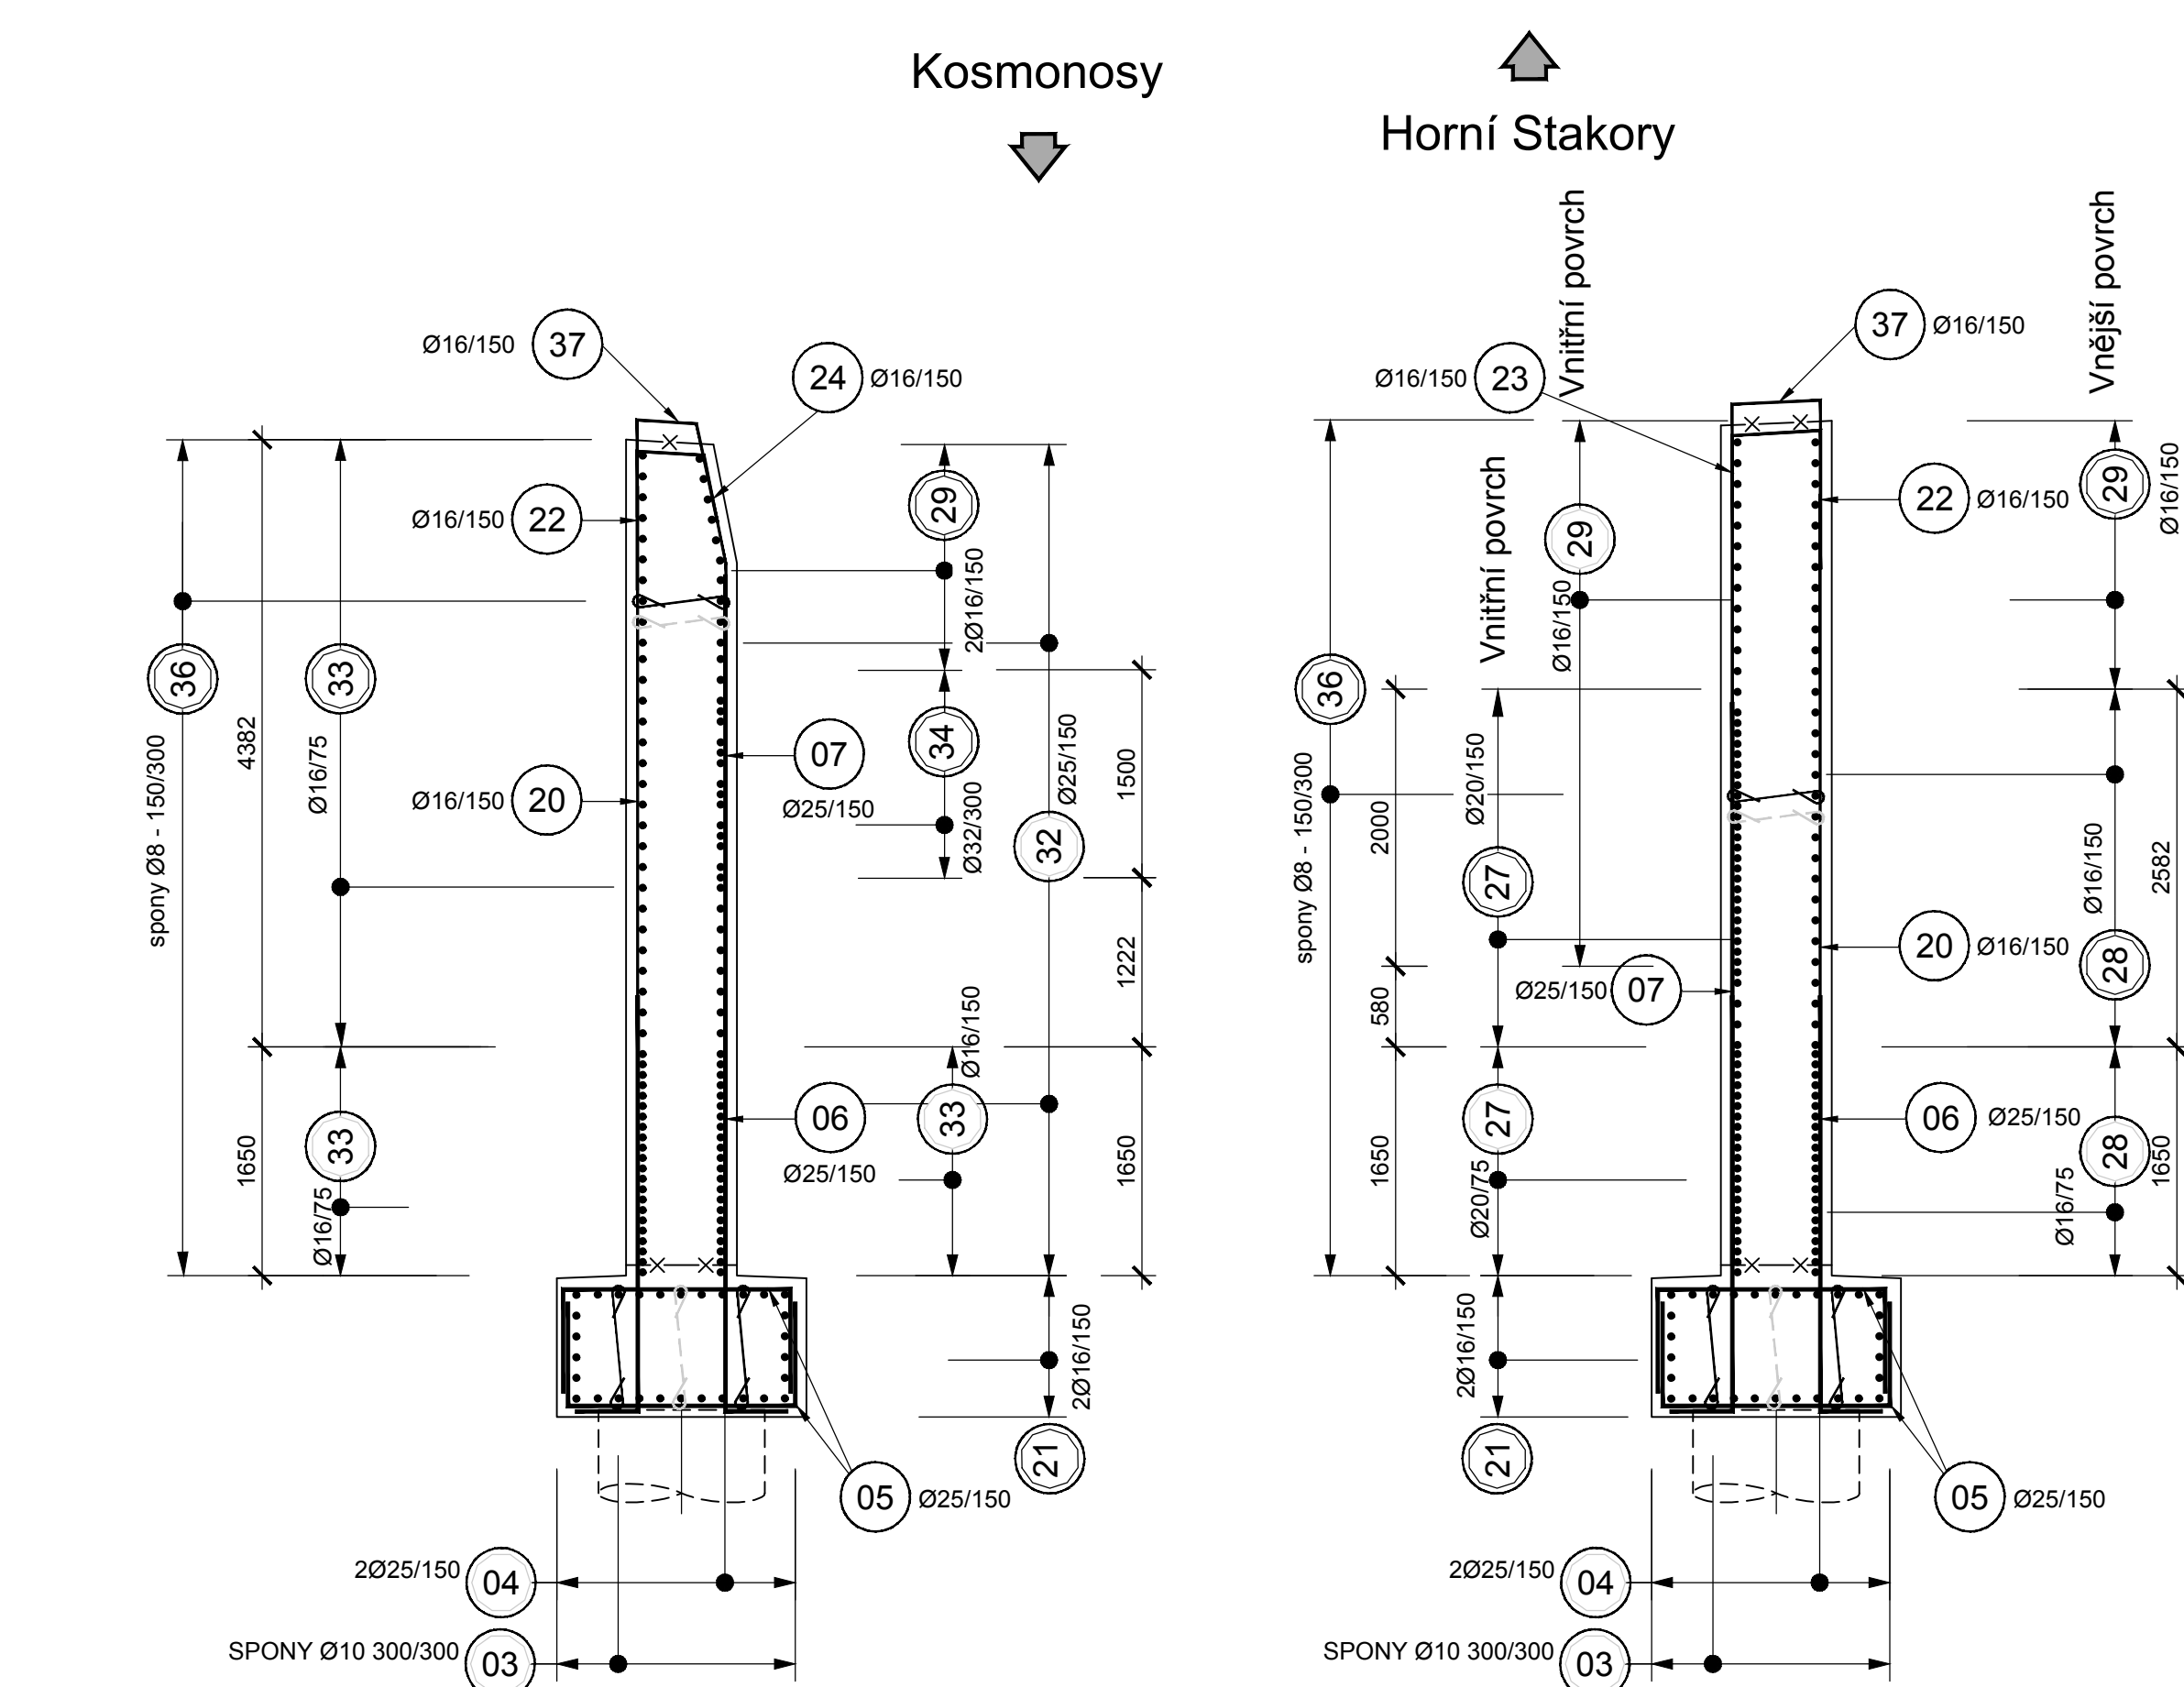 Kosmonosy
Horní Stakory
Ø16/150 37
24 Ø16/150
Ø16/150 22
Ø16/150 20
36
spony Ø8 - 150/300
4382
1650
33
Ø16/75
33
Ø16/75
07
Ø25/150
06
Ø25/150
29
2Ø16/150
34
Ø32/300
33
Ø16/150
Ø25/150
32
1500
1222
1650
2Ø16/150
21
05 Ø25/150
2Ø25/150 04
SPONY Ø10 300/300 03
Vnitřní povrch
Vnější povrch
37 Ø16/150
Ø16/150 23
22 Ø16/150
Vnitřní povrch
29
Ø16/150
29
Ø16/150
36
spony Ø8 - 150/300
2000
580
1650
Ø20/150
27
27
Ø20/75
Ø25/150 07
20 Ø16/150
06 Ø25/150
Ø16/150
28
28
Ø16/75
2582
1650
2Ø16/150
21
05 Ø25/150
2Ø25/150 04
SPONY Ø10 300/300 03